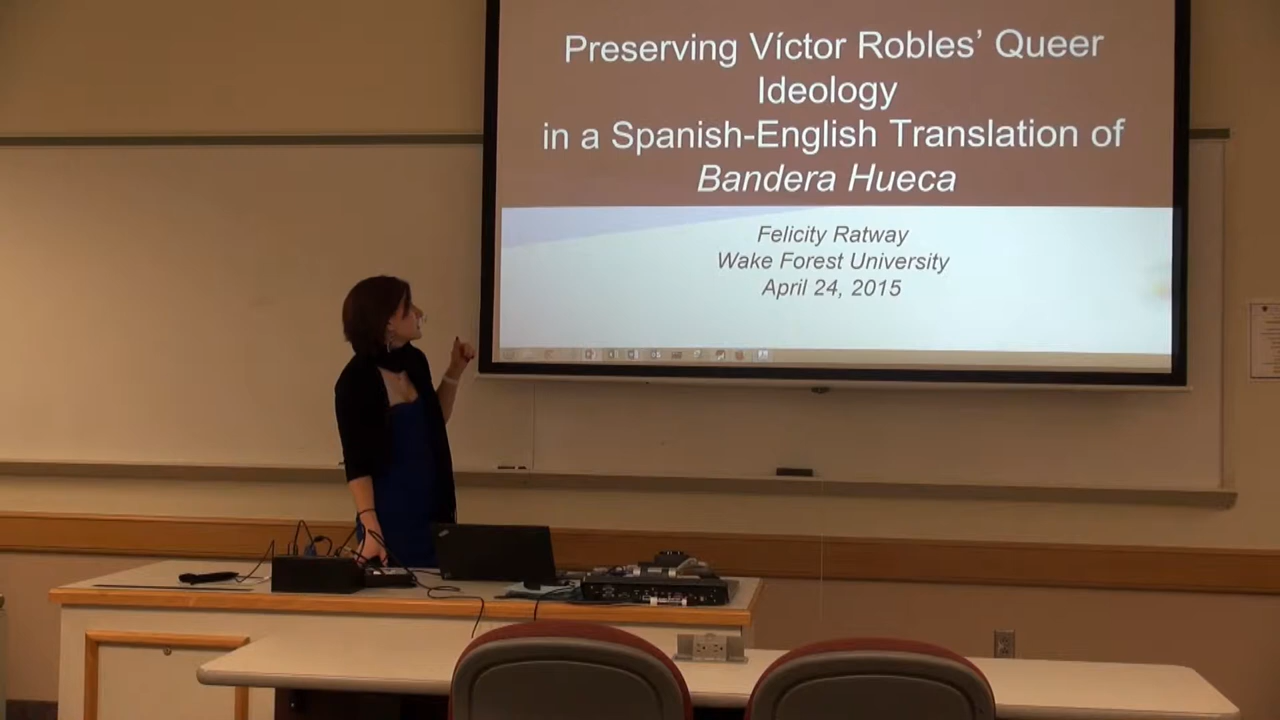 Preserving Víctor Robles’ Queer
Ideology
in a Spanish-English Translation of
Bandera Hueca
Felicity Ratway
Wake Forest University
April 24, 2015